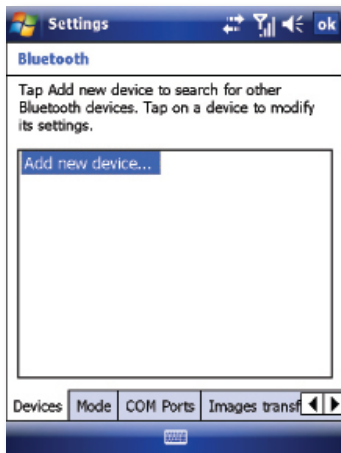 Settings ok
Bluetooth
Tap Add new device to search for other
Bluetooth devices. Tap on a device to modify
its settings.
Add new device...
Devices Mode COM Ports Images transf